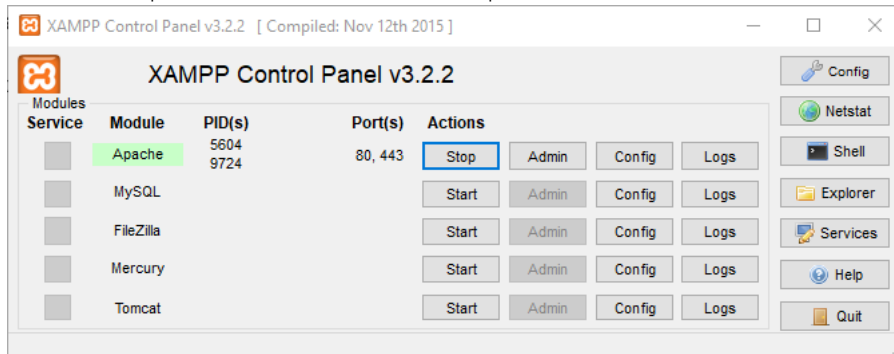 XAMPP Control Panel v3.2.2 [ Compiled: Nov 12th 2015 ]
XAMPP Control Panel v3.2.2
Config
Modules
Netstat
Service Module PID(s) Port(s) Actions
Apache 5604 9724 80, 443 Stop Admin Config Logs
Shell
MySQL Start Admin Config Logs
Explorer
FileZilla Start Admin Config Logs
Services
Mercury Start Admin Config Logs
Help
Tomcat Start Admin Config Logs
Quit